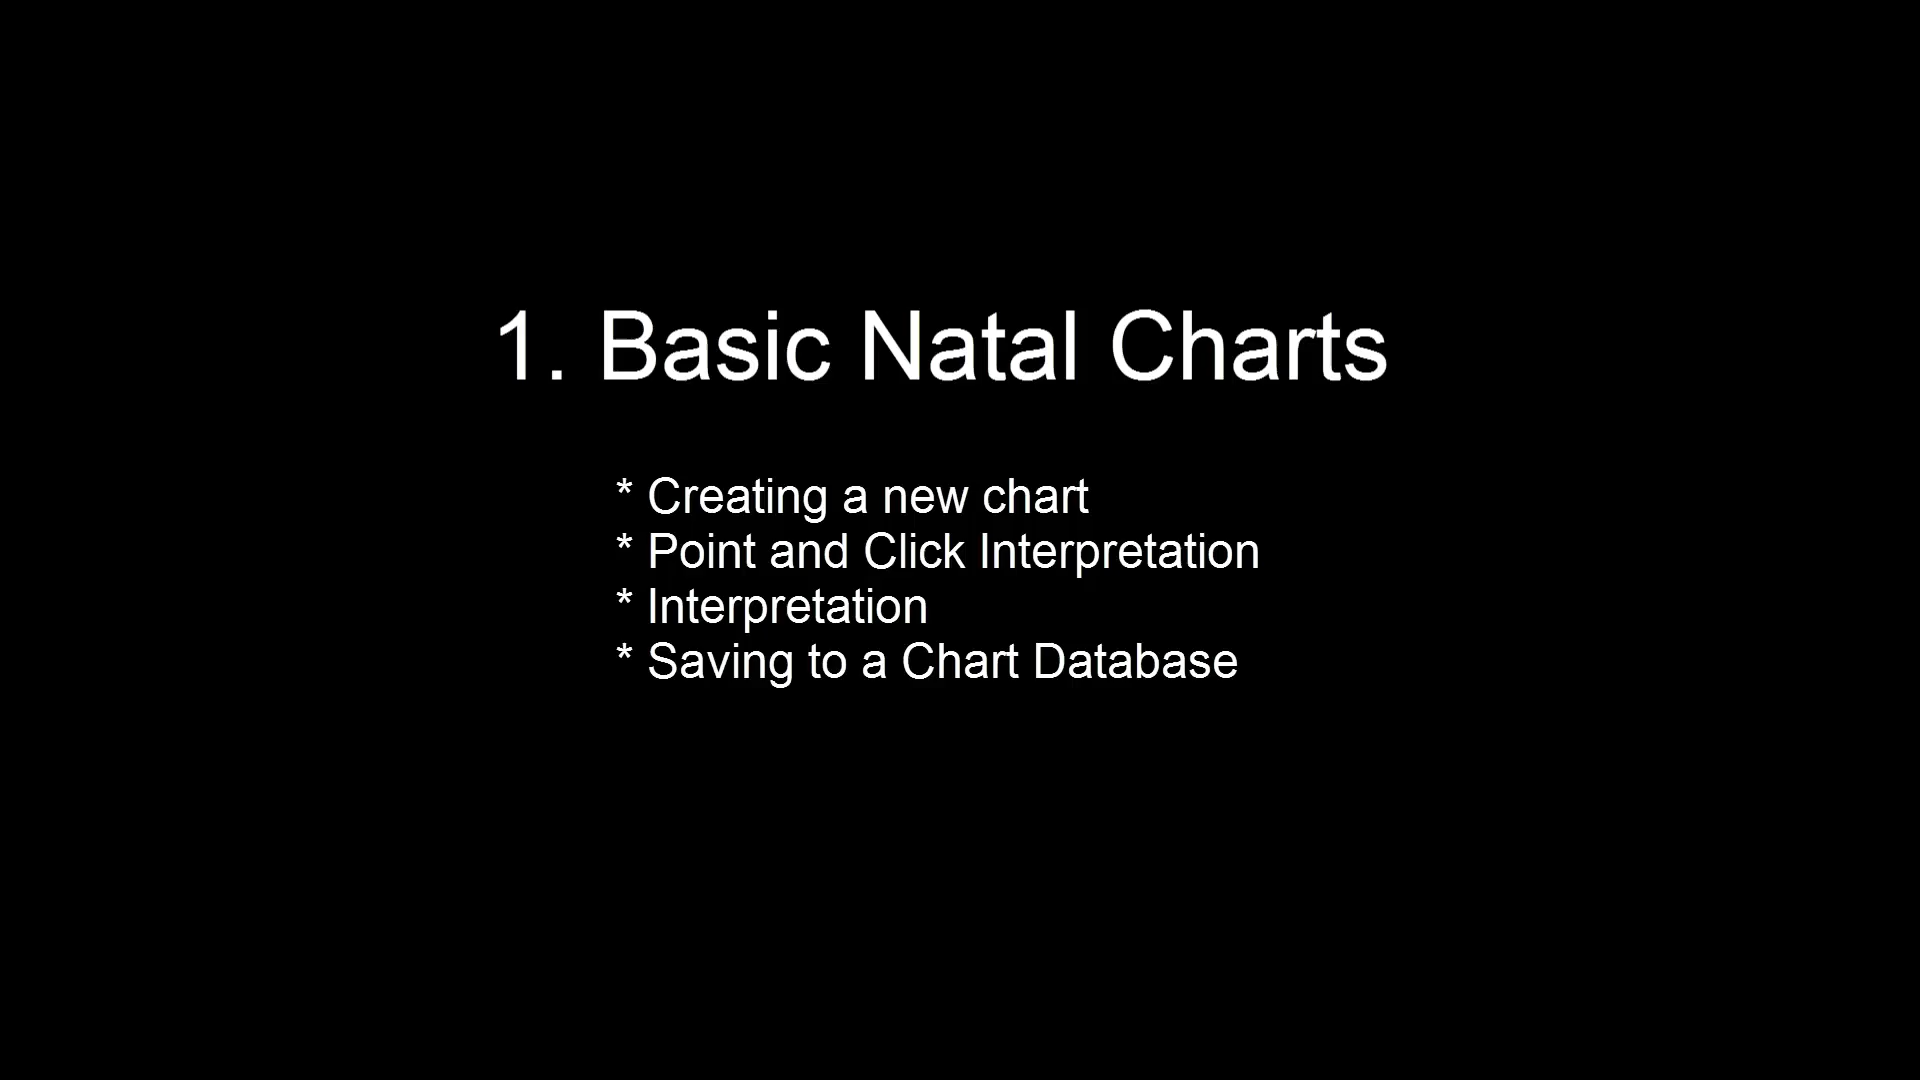 1. Basic Natal Charts
* Creating a new chart
* Point and Click Interpretation
* Interpretation
* Saving to a Chart Database